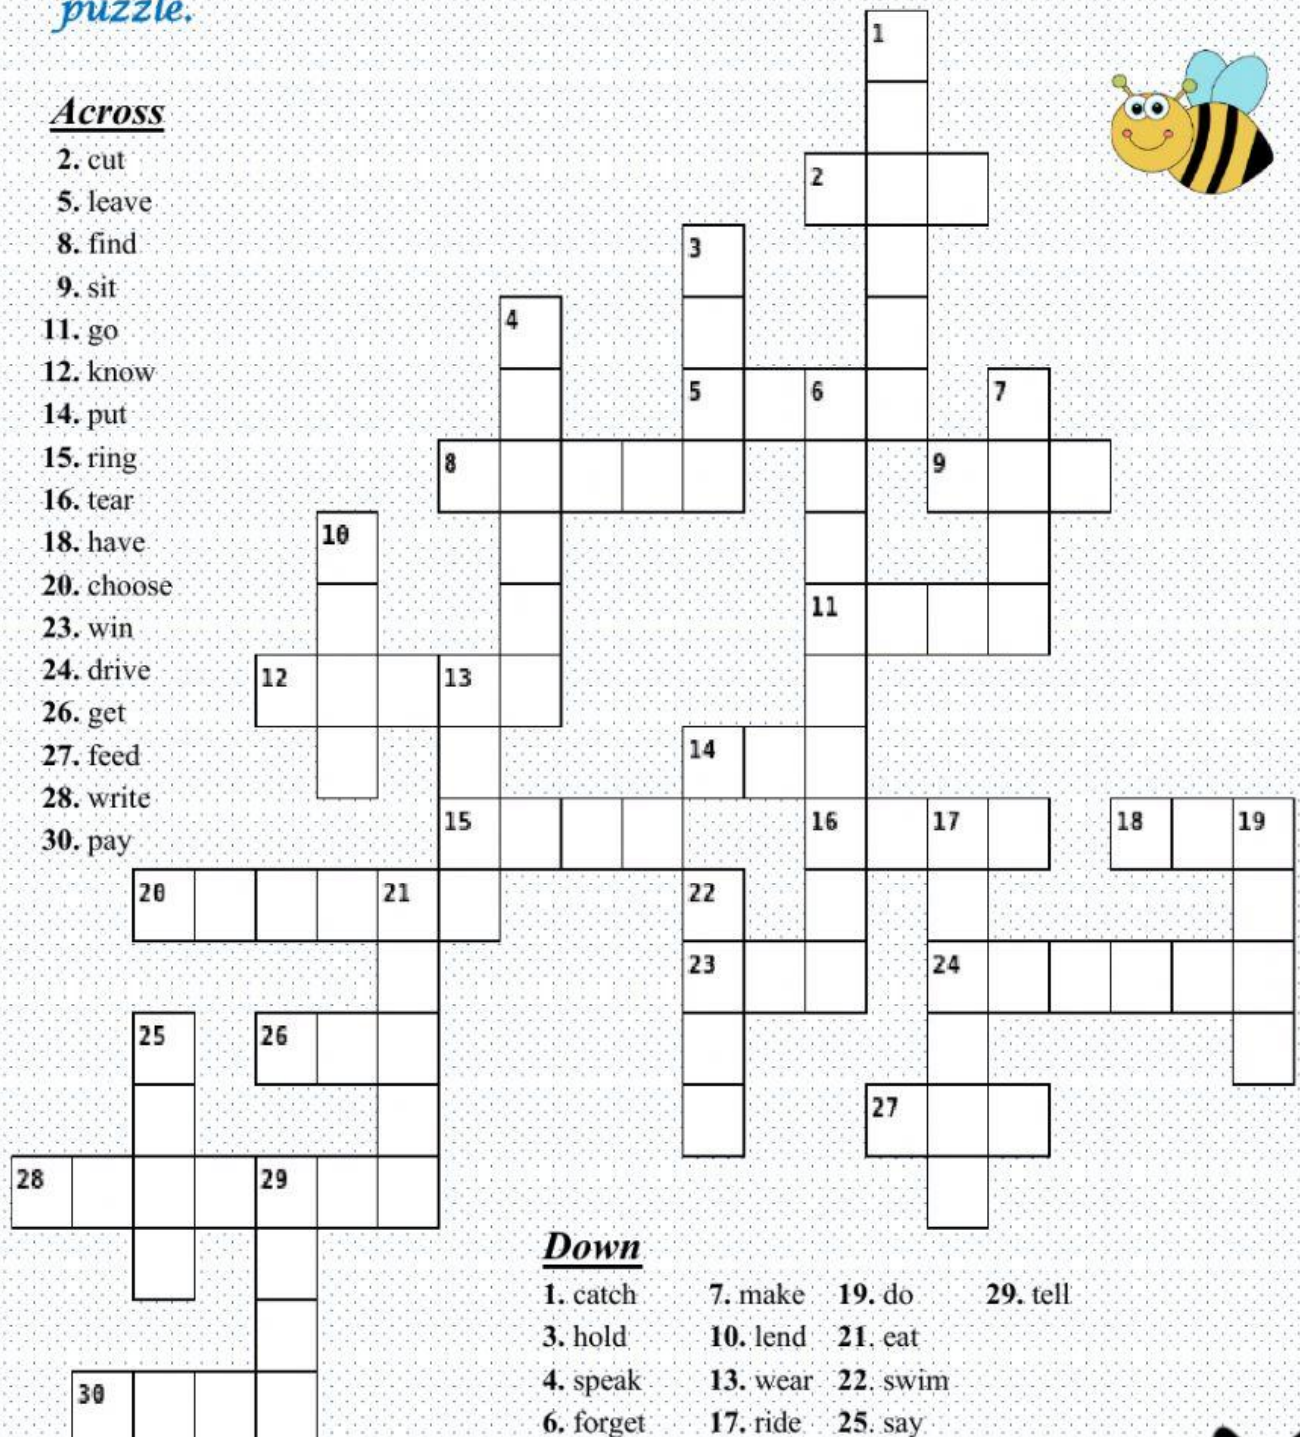 puzzle.
Across
2. cut
5. leave
8. find
9. sit
11. go
12. know
14. put
15. ring
16. tear
18. have
20. choose
23. win
24. drive
26. get
27. feed
28. write
30. pay
1
2
3
4
5 6 7
8 9
10
11
12 13
14
15 16 17 18 19
20 21 22
23 24
25 26
27
28 29
30
Down
1. catch 7. make 19. do 29. tell
3. hold 10. lend 21. eat
4. speak 13. wear 22. swim
6. forget 17. ride 25. say